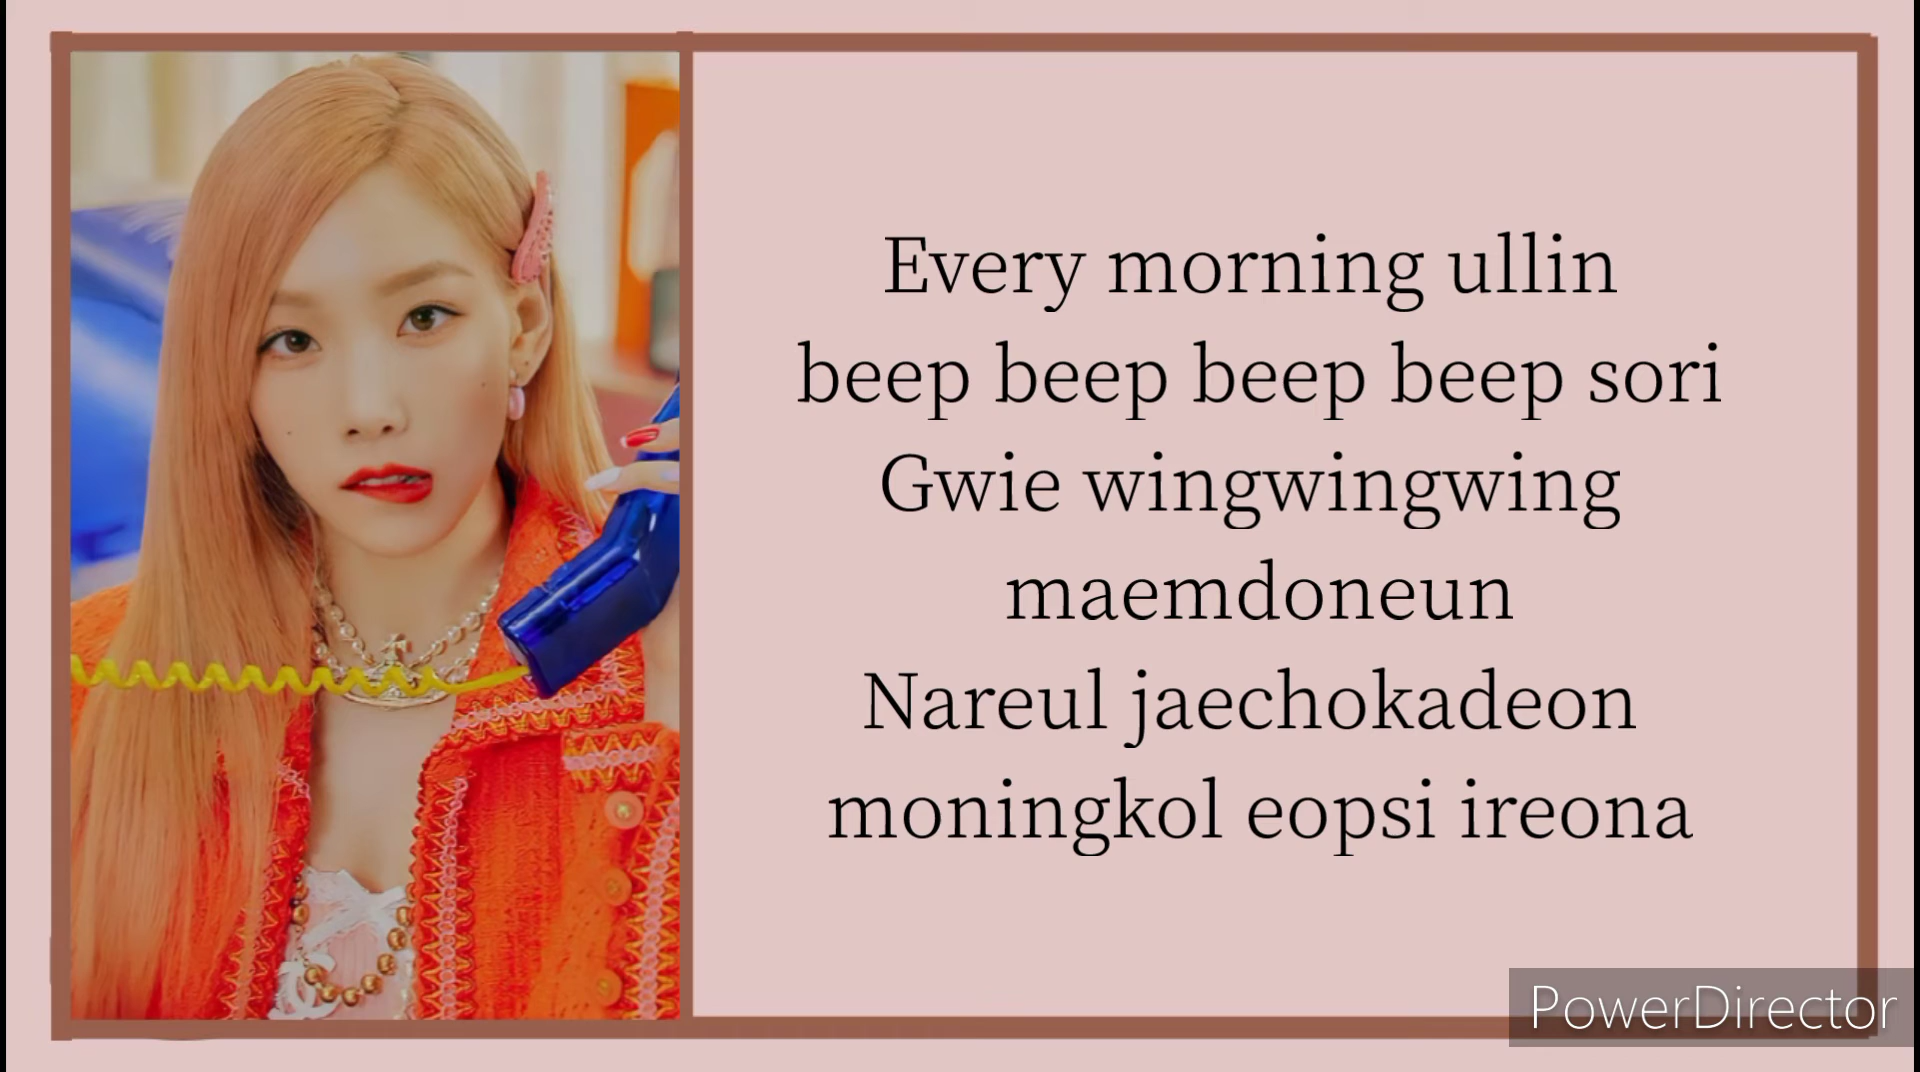 Every morning ullin
beep beep beep beep sori
Gwie wingwingwing
maemdoneun
Nareul jaechokadeon
moningkol eopsi ireona
PowerDirector